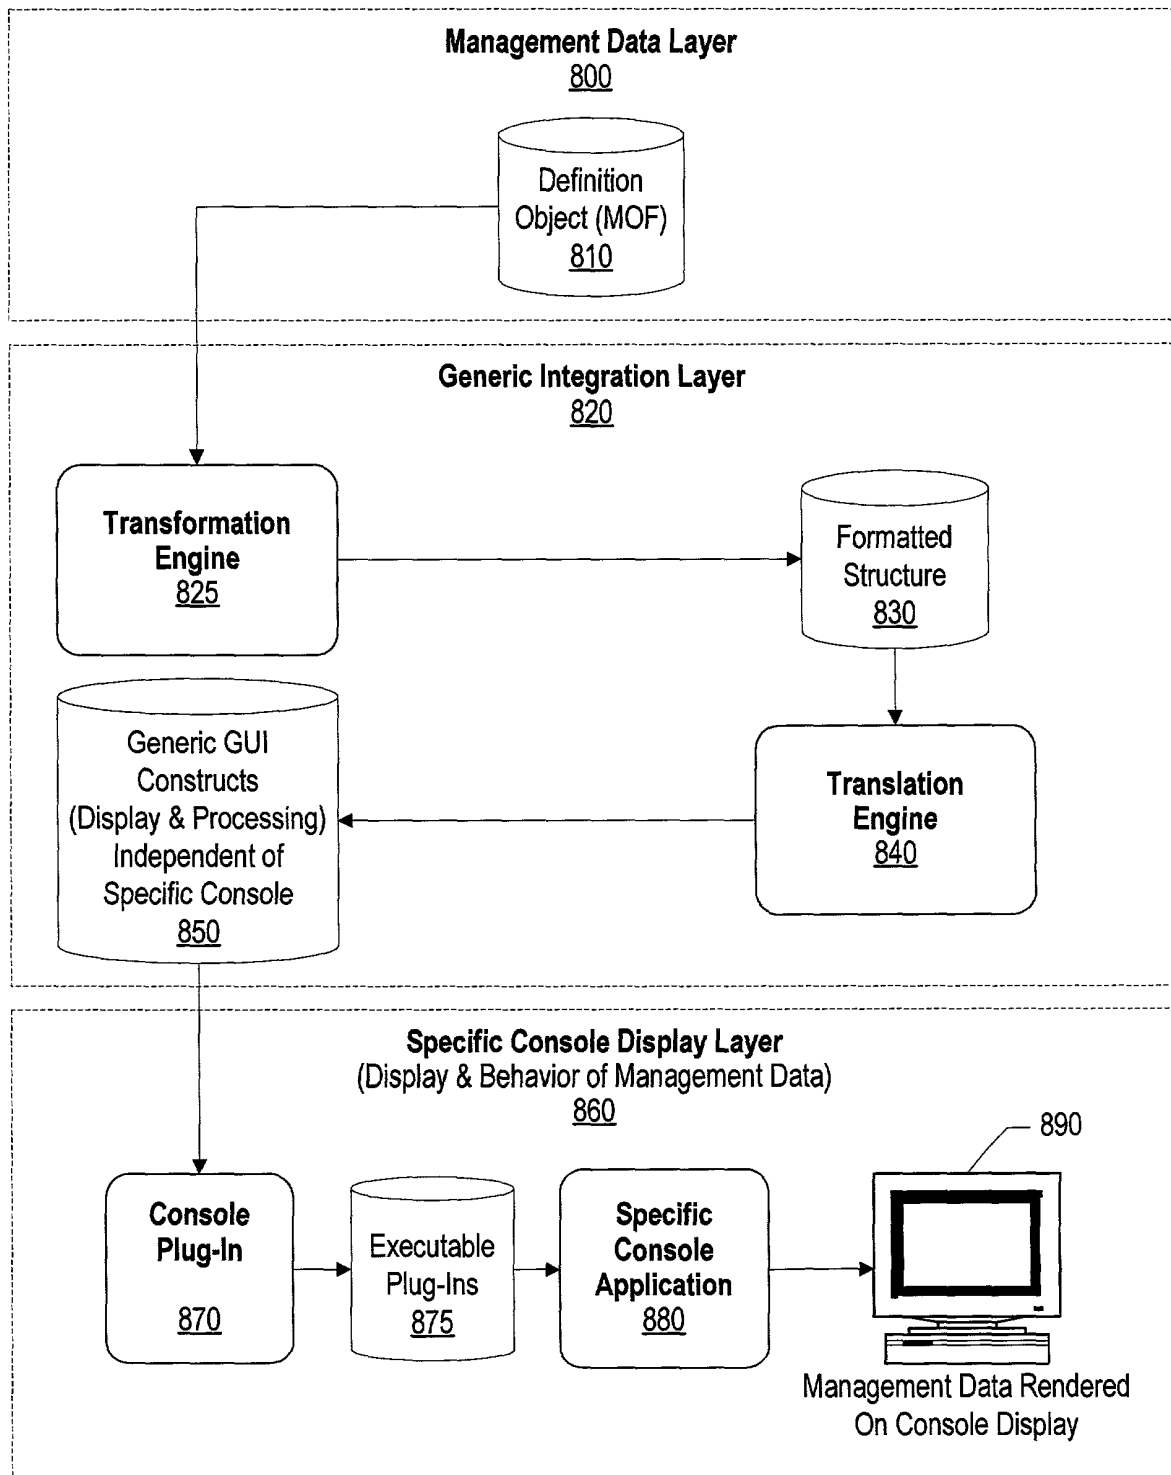 Management Data Layer
800
Definition
Object (MOF)
810
Generic Integration Layer
820
Transformation
Engine
825
Formatted
Structure
830
Generic GUI
Constructs
(Display & Processing)
Independent of
Specific Console
850
Translation
Engine
840
Specific Console Display Layer
(Display & Behavior of Management Data)
860
890
Console
Plug-In
870
Executable
Plug-Ins
875
Specific
Console
Application
880
Management Data Rendered
On Console Display